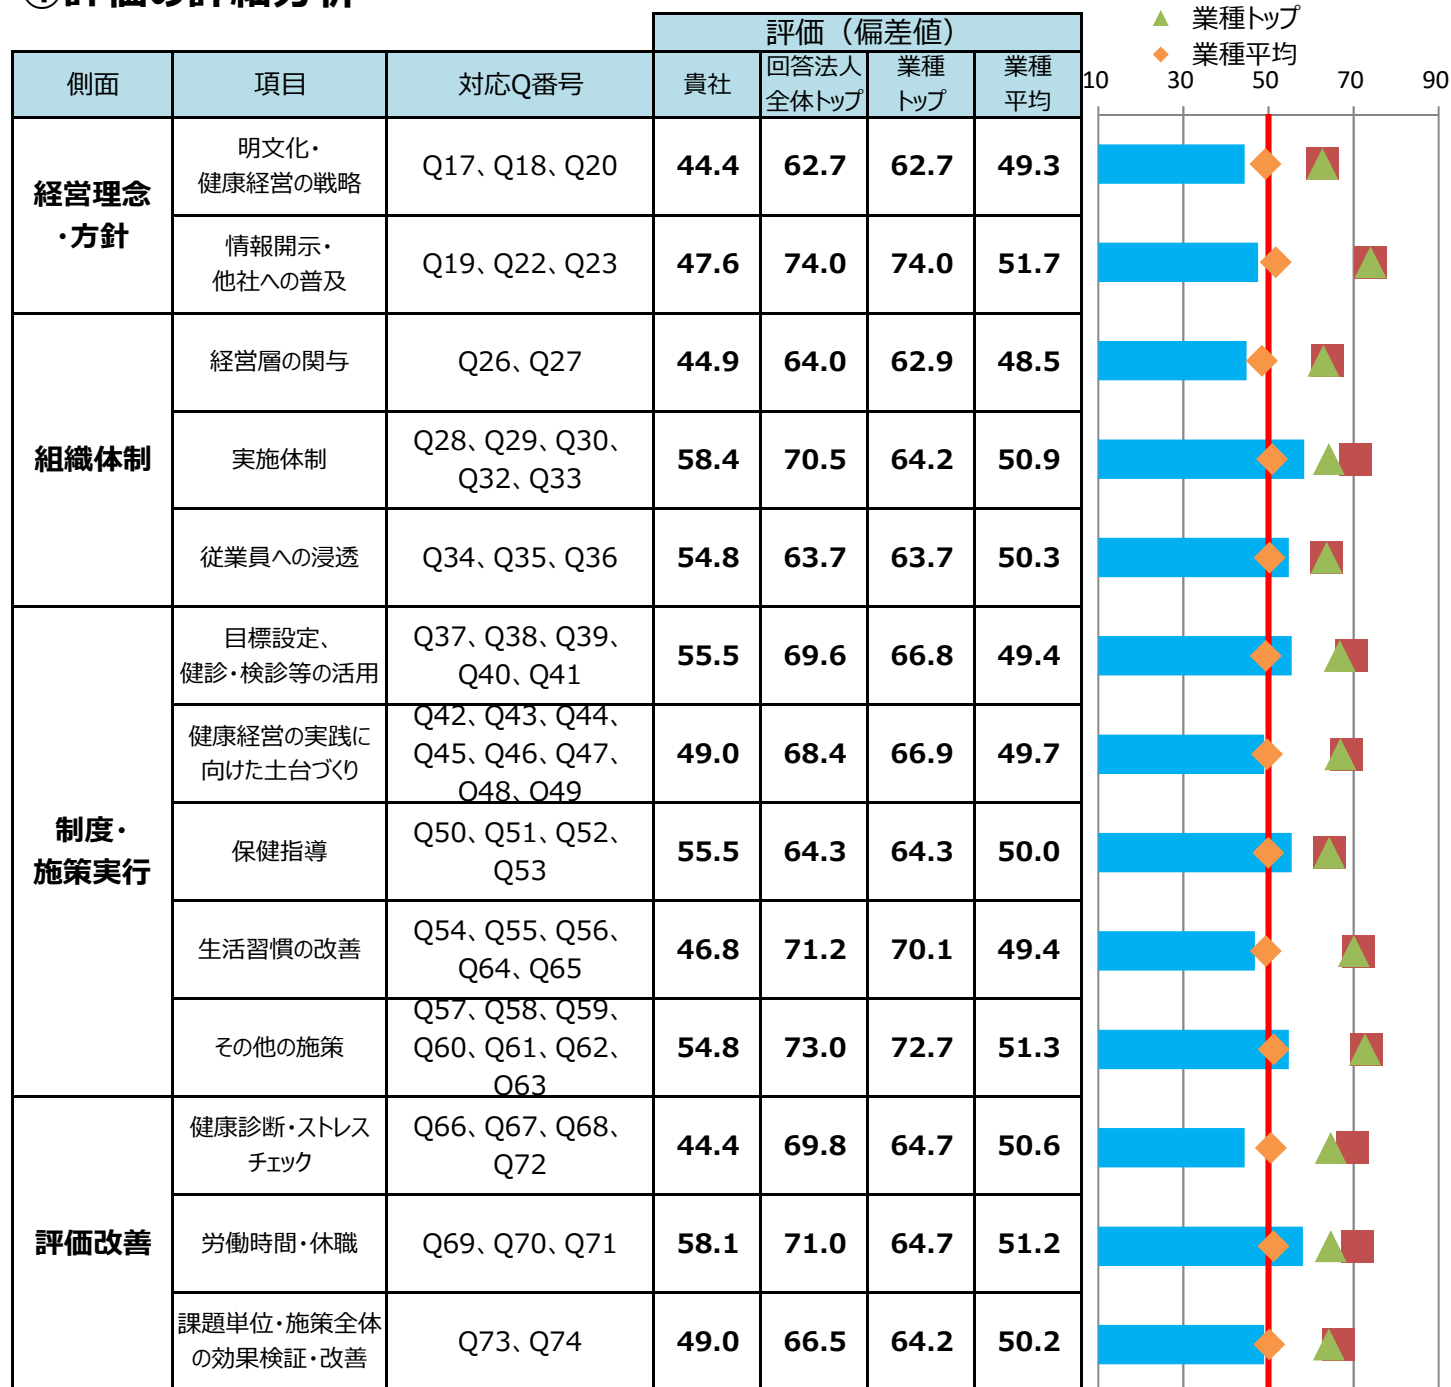 ①評価の詳細分析
▲ 業種トップ
◆ 業種平均
評価（偏差値）
側面 項目 対応Q番号 貴社 回答法人 業種 業種
全体トップ トップ 平均
10 30 50 70 90
経営理念
・方針
明文化・
健康経営の戦略
Q17、Q18、Q20 44.4 62.7 62.7 49.3
情報開示・
他社への普及
Q19、Q22、Q23 47.6 74.0 74.0 51.7
組織体制
経営層の関与 Q26、Q27 44.9 64.0 62.9 48.5
実施体制
Q28、Q29、Q30、
Q32、Q33
58.4 70.5 64.2 50.9
従業員への浸透 Q34、Q35、Q36 54.8 63.7 63.7 50.3
制度・
施策実行
目標設定、
健診・検診等の活用
Q37、Q38、Q39、
Q40、Q41
55.5 69.6 66.8 49.4
健康経営の実践に
向けた土台づくり
Q42、Q43、Q44、
Q45、Q46、Q47、
Q48、Q49
49.0 68.4 66.9 49.7
保健指導
Q50、Q51、Q52、
Q53
55.5 64.3 64.3 50.0
生活習慣の改善
Q54、Q55、Q56、
Q64、Q65
46.8 71.2 70.1 49.4
その他の施策
Q57、Q58、Q59、
Q60、Q61、Q62、
Q63
54.8 73.0 72.7 51.3
評価改善
健康診断・ストレス
チェック
Q66、Q67、Q68、
Q72
44.4 69.8 64.7 50.6
労働時間・休職 Q69、Q70、Q71 58.1 71.0 64.7 51.2
課題単位・施策全体
の効果検証・改善
Q73、Q74 49.0 66.5 64.2 50.2